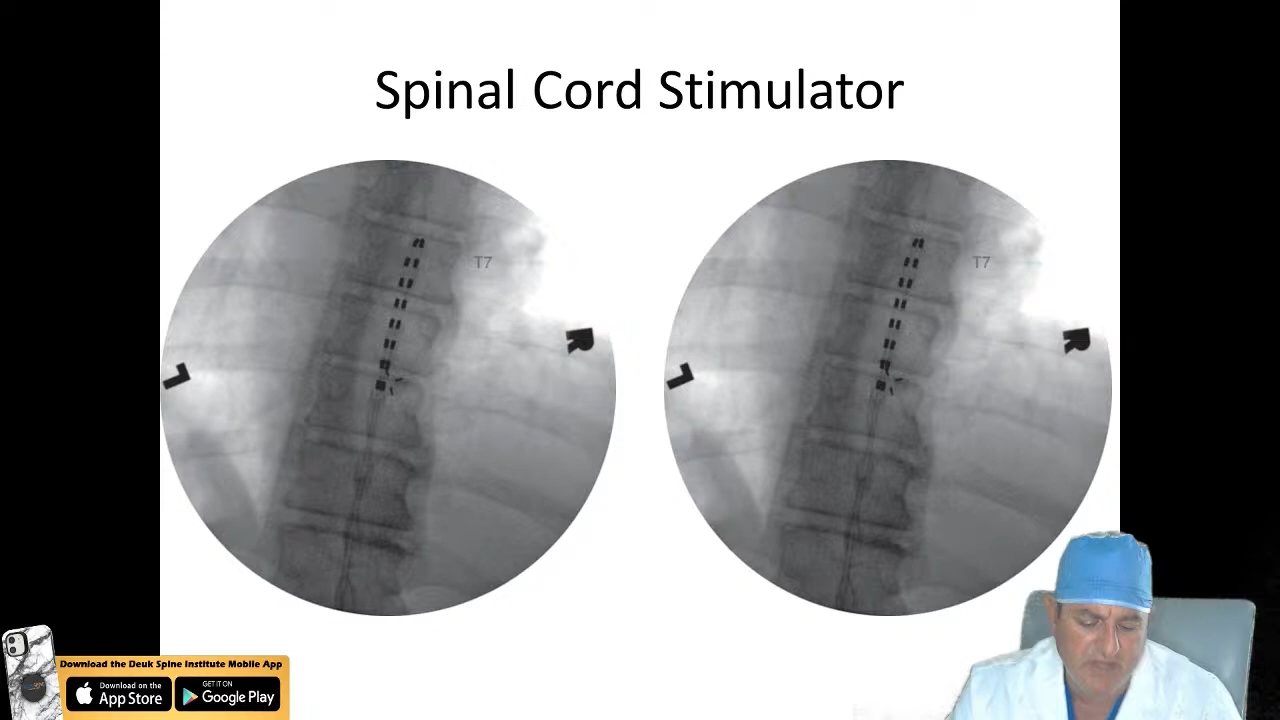 Spinal Cord Stimulator
T7
T7
R
R
L
L
Download the Deuk Spine Institute Mobile App
Download on the
App Store
GET IT ON
Google Play